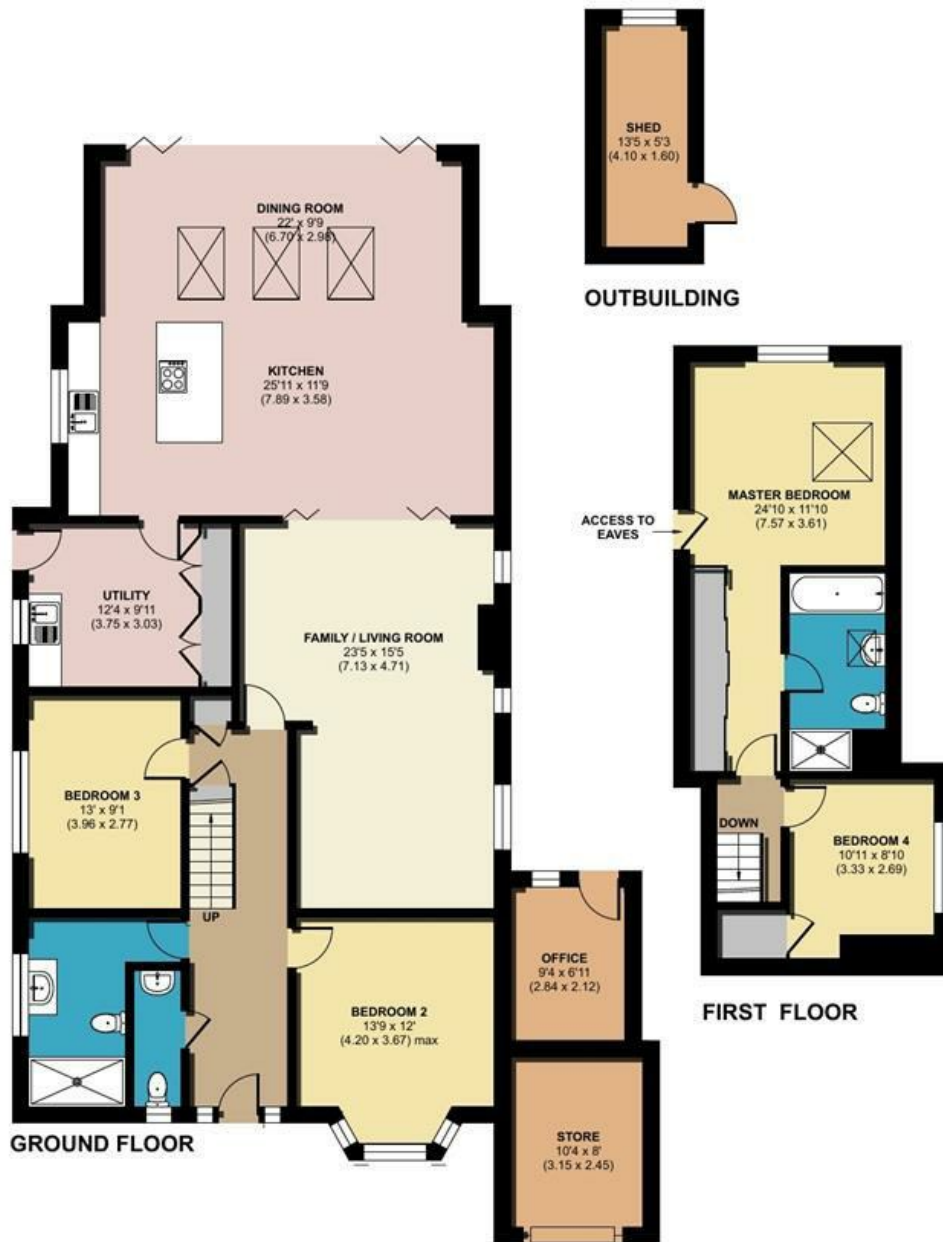 SHED
13'5 x 5'3
(4.10 x 1.60)
OUTBUILDING
DINING ROOM
22' x 9'9
(6.70 x 2.98)
KITCHEN
25'11 x 11'9
(7.89 x 3.58)
UTILITY
12'4 x 9'11
(3.75 x 3.03)
FAMILY / LIVING ROOM
23'5 x 15'5
(7.13 x 4.71)
BEDROOM 3
13' x 9'1
(3.96 x 2.77)
UP
BEDROOM 2
13'9 x 12'
(4.20 x 3.67) max
GROUND FLOOR
OFFICE
9'4 x 6'11
(2.84 x 2.12)
STORE
10'4 x 8'
(3.15 x 2.45)
MASTER BEDROOM
24'10 x 11'10
(7.57 x 3.61)
ACCESS TO
EAVES
DOWN
BEDROOM 4
10'11 x 8'10
(3.33 x 2.69)
FIRST FLOOR